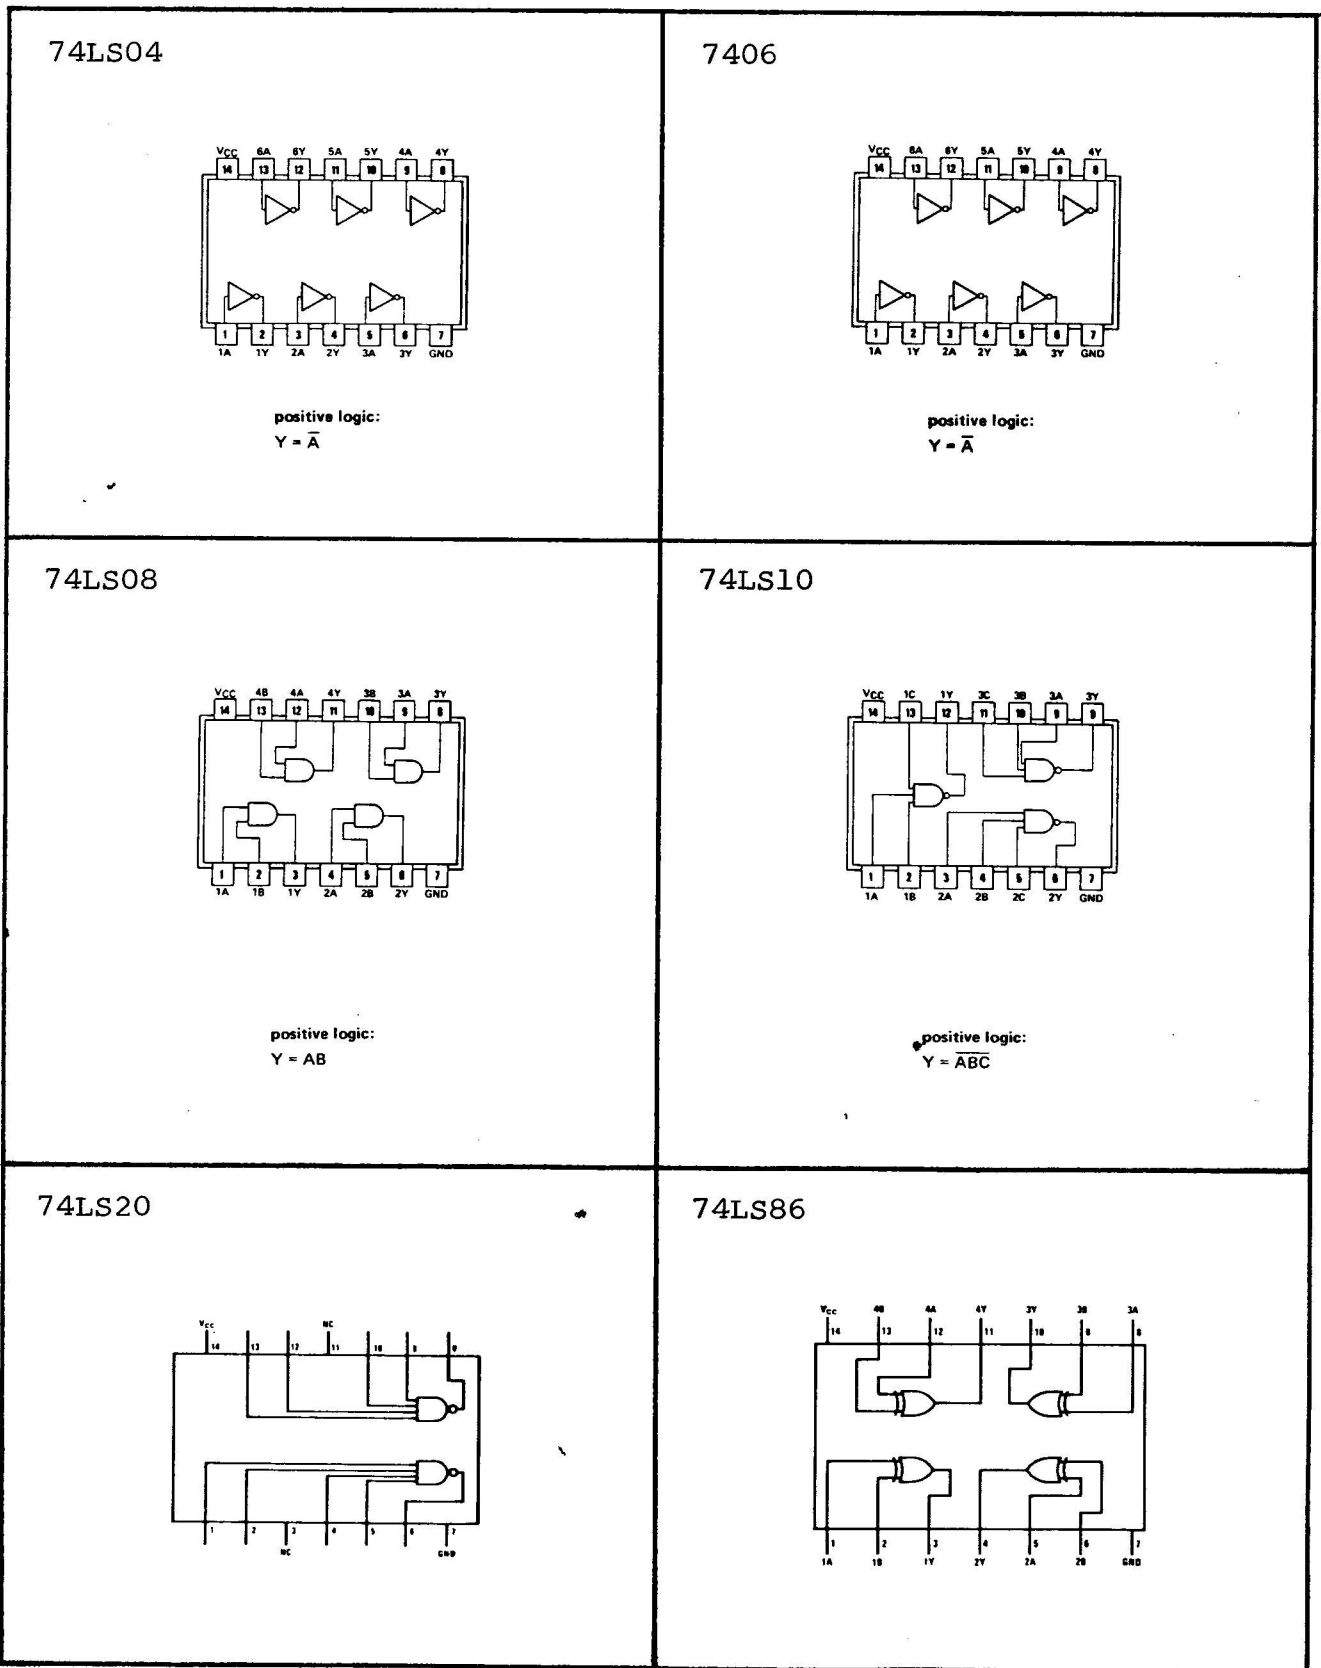 74LS04
VCC 6A 6Y 5A 5Y 4A 4Y
14 13 12 11 10 9 8
1 2 3 4 5 6 7
1A 1Y 2A 2Y 3A 3Y GND
positive logic:
Y = A̅
7406
VCC 6A 6Y 5A 5Y 4A 4Y
14 13 12 11 10 9 8
1 2 3 4 5 6 7
1A 1Y 2A 2Y 3A 3Y GND
positive logic:
Y = A̅
74LS08
VCC 4B 4A 4Y 3B 3A 3Y
14 13 12 11 10 9 8
1 2 3 4 5 6 7
1A 1B 1Y 2A 2B 2Y GND
positive logic:
Y = AB
74LS10
VCC 1C 1Y 3C 3B 3A 3Y
14 13 12 11 10 9
1 2 3 4 5 6 7
1A 1B 2A 2B 2C 2Y GND
positive logic:
Y = A̅B̅C̅
74LS20
VCC NC
14 13 12 11 10
1 2 3 4 5 6 7
NC GND
74LS86
VCC 4B 4A 4Y 3Y 3B 3A
14 13 12 11 10 8
1 2 3 4 5 6 7
1A 1B 1Y 2Y 2A 2B GND